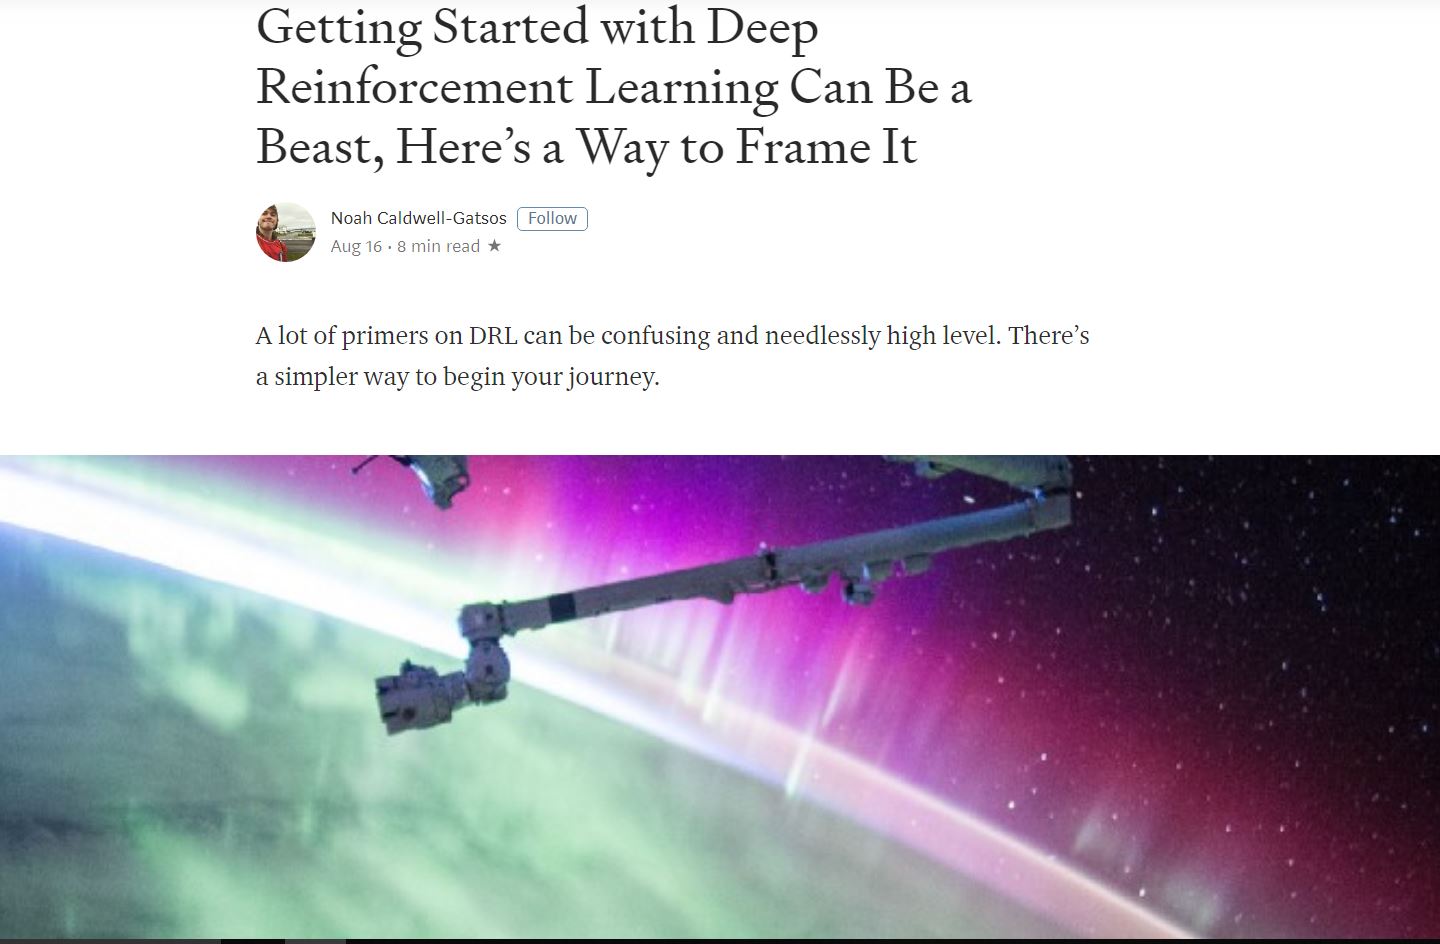 Getting Started with Deep
Reinforcement Learning Can Be a
Beast, Here’s a Way to Frame It
Noah Caldwell-Gatsos Follow
Aug 16 · 8 min read ★
A lot of primers on DRL can be confusing and needlessly high level. There’s
a simpler way to begin your journey.